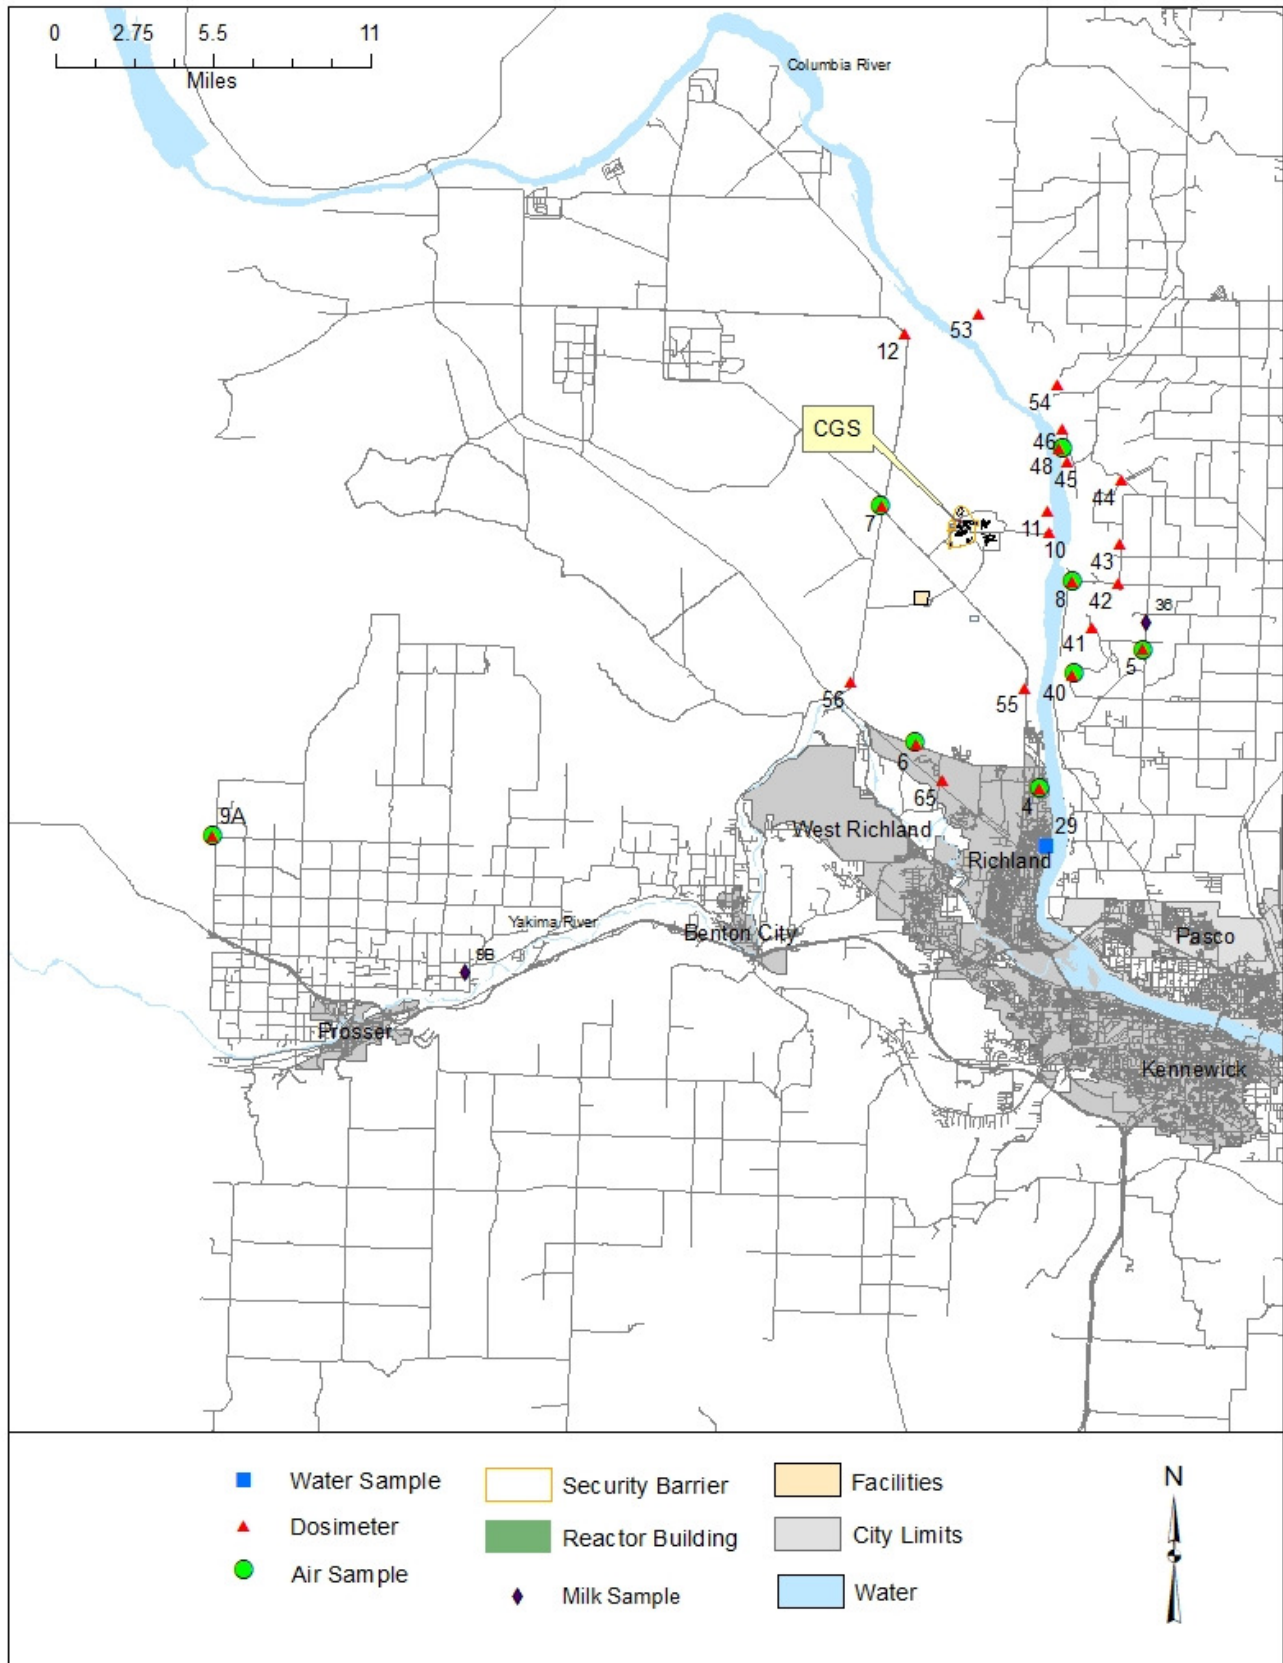 0 2.75 5.5 11
Miles
Columbia River
53
12
54
CGS
46
48
45
44
7
11
10
43
8
42
36
41
5
40
56
55
6
65
4
9A
29
West Richland
Richland
Yakima River
Benton City
Pasco
9B
Prosser
Kennewick
N
Water Sample
Security Barrier
Facilities
Dosimeter
Reactor Building
City Limits
Air Sample
Milk Sample
Water